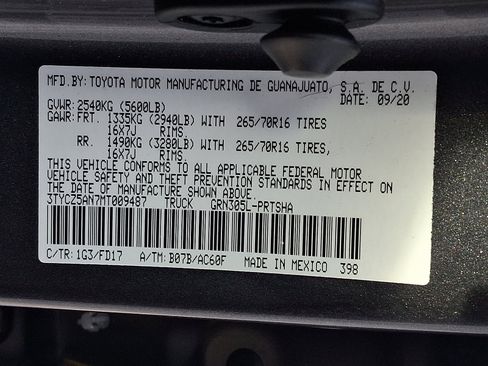 MFD.BY: TOYOTA MOTOR MANUFACTURING DE GUANAJUATO, S.A. DE C.V.
DATE: 09/20
GVWR: 2540KG (5600LB)
GAWR: FRT. 1335KG (2940LB) WITH 265/70R16 TIRES
16X7J RIMS,
RR. 1490KG (3280LB) WITH 265/70R16 TIRES,
16X7J RIMS.
THIS VEHICLE CONFORMS TO ALL APPLICABLE FEDERAL MOTOR
VEHICLE SAFETY AND THEFT PREVENTION STANDARDS IN EFFECT ON
THE DATE OF MANUFACTURE SHOWN ABOVE.
3TYCZ5AN7MT009487 TRUCK GRN305L-PRTSHA
C/TR: 1G3/FD17 A/TM: B07B/AC60F MADE IN MEXICO 398